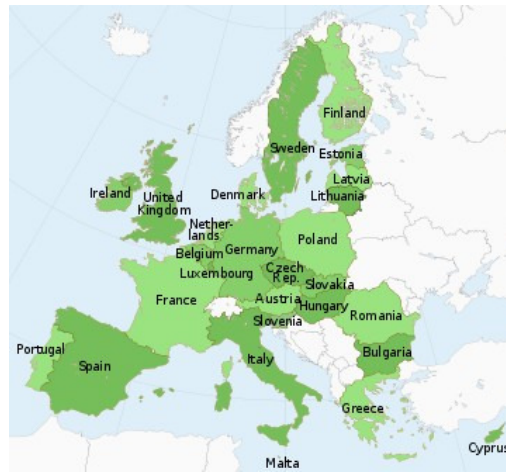 Finland
Sweden
Estonia
Latvia
Lithuania
Denmark
Ireland
United
Kingdom
Nether-
lands
Belgium
Germany
Poland
Luxembourg
Czech
Rep.
Slovakia
France
Austria
Hungary
Slovenia
Romania
Portugal
Spain
Italy
Bulgaria
Greece
Malta
Cyprus